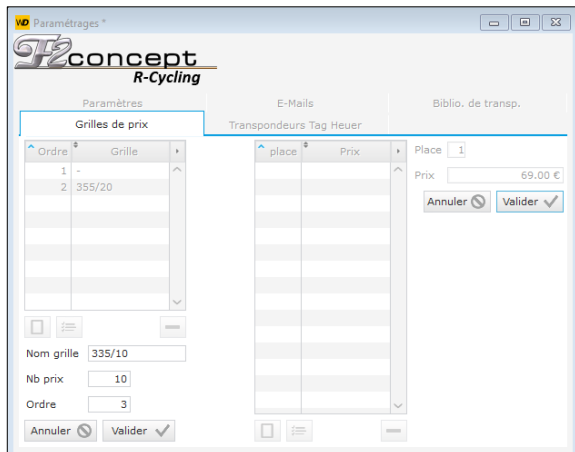 WD Paramétrages *
F2concept
R-Cycling
Paramètres E-Mails Biblio. de transp.
Grilles de prix Transpondeurs Tag Heuer
Ordre Grille
1 -
2 355/20
place Prix
Place 1
Prix 69.00 €
Annuler Valider
Nom grille 335/10
Nb prix 10
Ordre 3
Annuler Valider